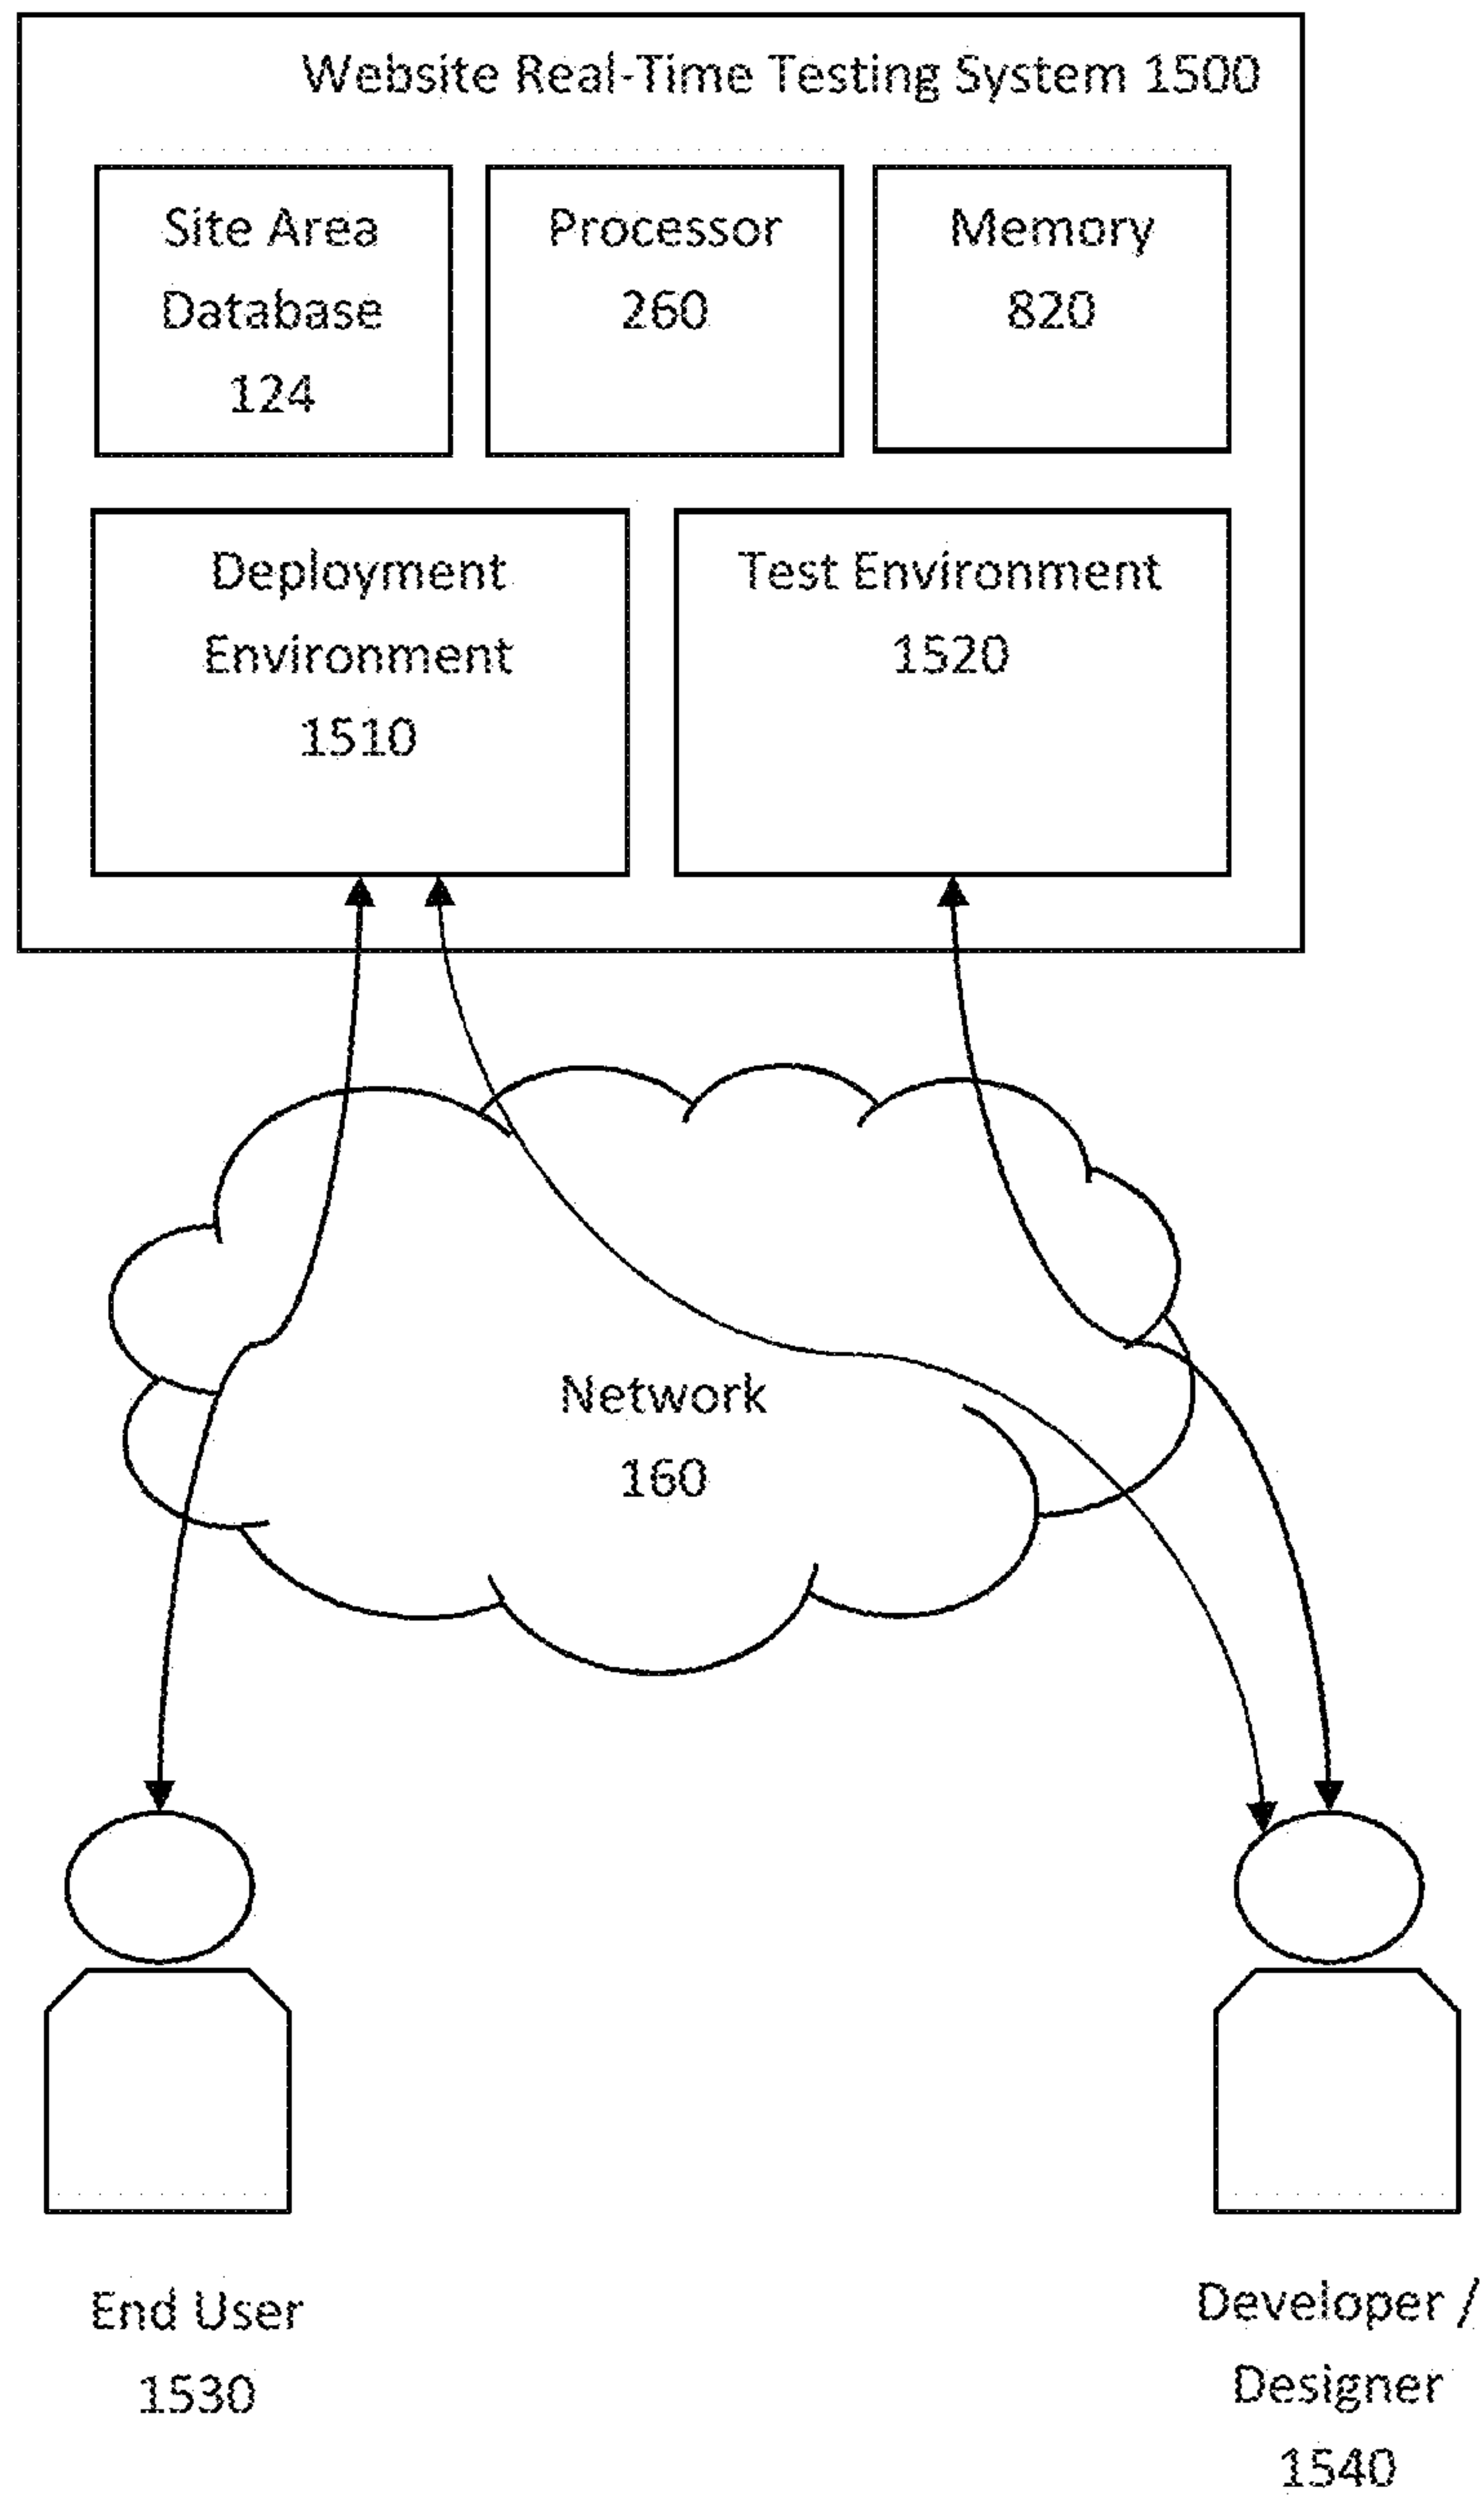 Website Real-Time Testing System 1500
Site Area
Database
124
Processor
260
Memory
820
Deployment
Environment
1510
Test Environment
1520
Network
160
End User
1530
Developer /
Designer
1540